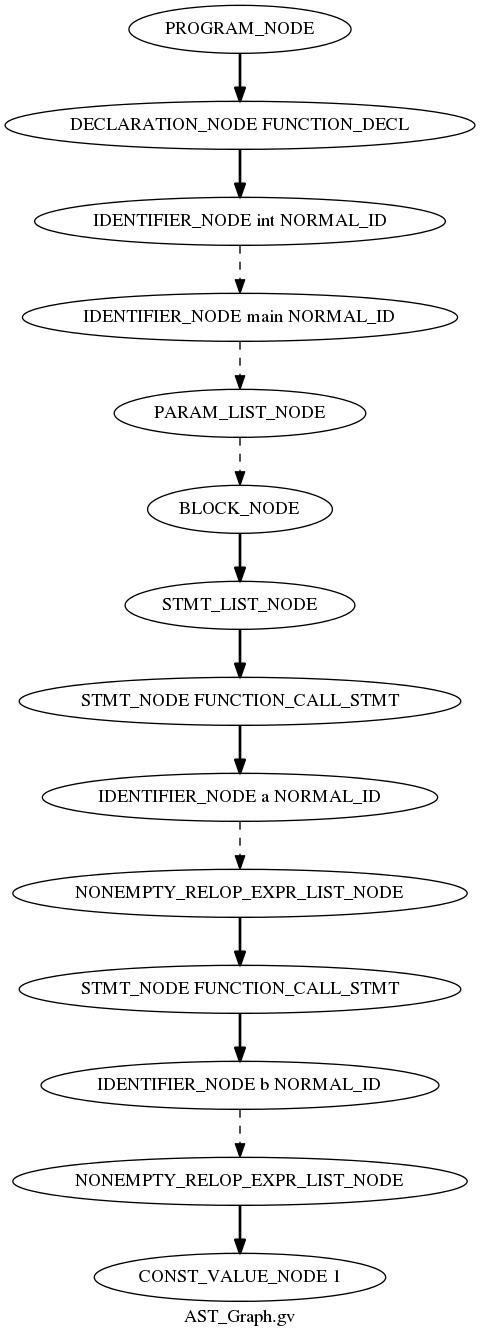 PROGRAM_NODE
DECLARATION_NODE FUNCTION_DECL
IDENTIFIER_NODE int NORMAL_ID
IDENTIFIER_NODE main NORMAL_ID
PARAM_LIST_NODE
BLOCK_NODE
STMT_LIST_NODE
STMT_NODE FUNCTION_CALL_STMT
IDENTIFIER_NODE a NORMAL_ID
NONEMPTY_RELOP_EXPR_LIST_NODE
STMT_NODE FUNCTION_CALL_STMT
IDENTIFIER_NODE b NORMAL_ID
NONEMPTY_RELOP_EXPR_LIST_NODE
CONST_VALUE_NODE 1
AST_Graph.gv